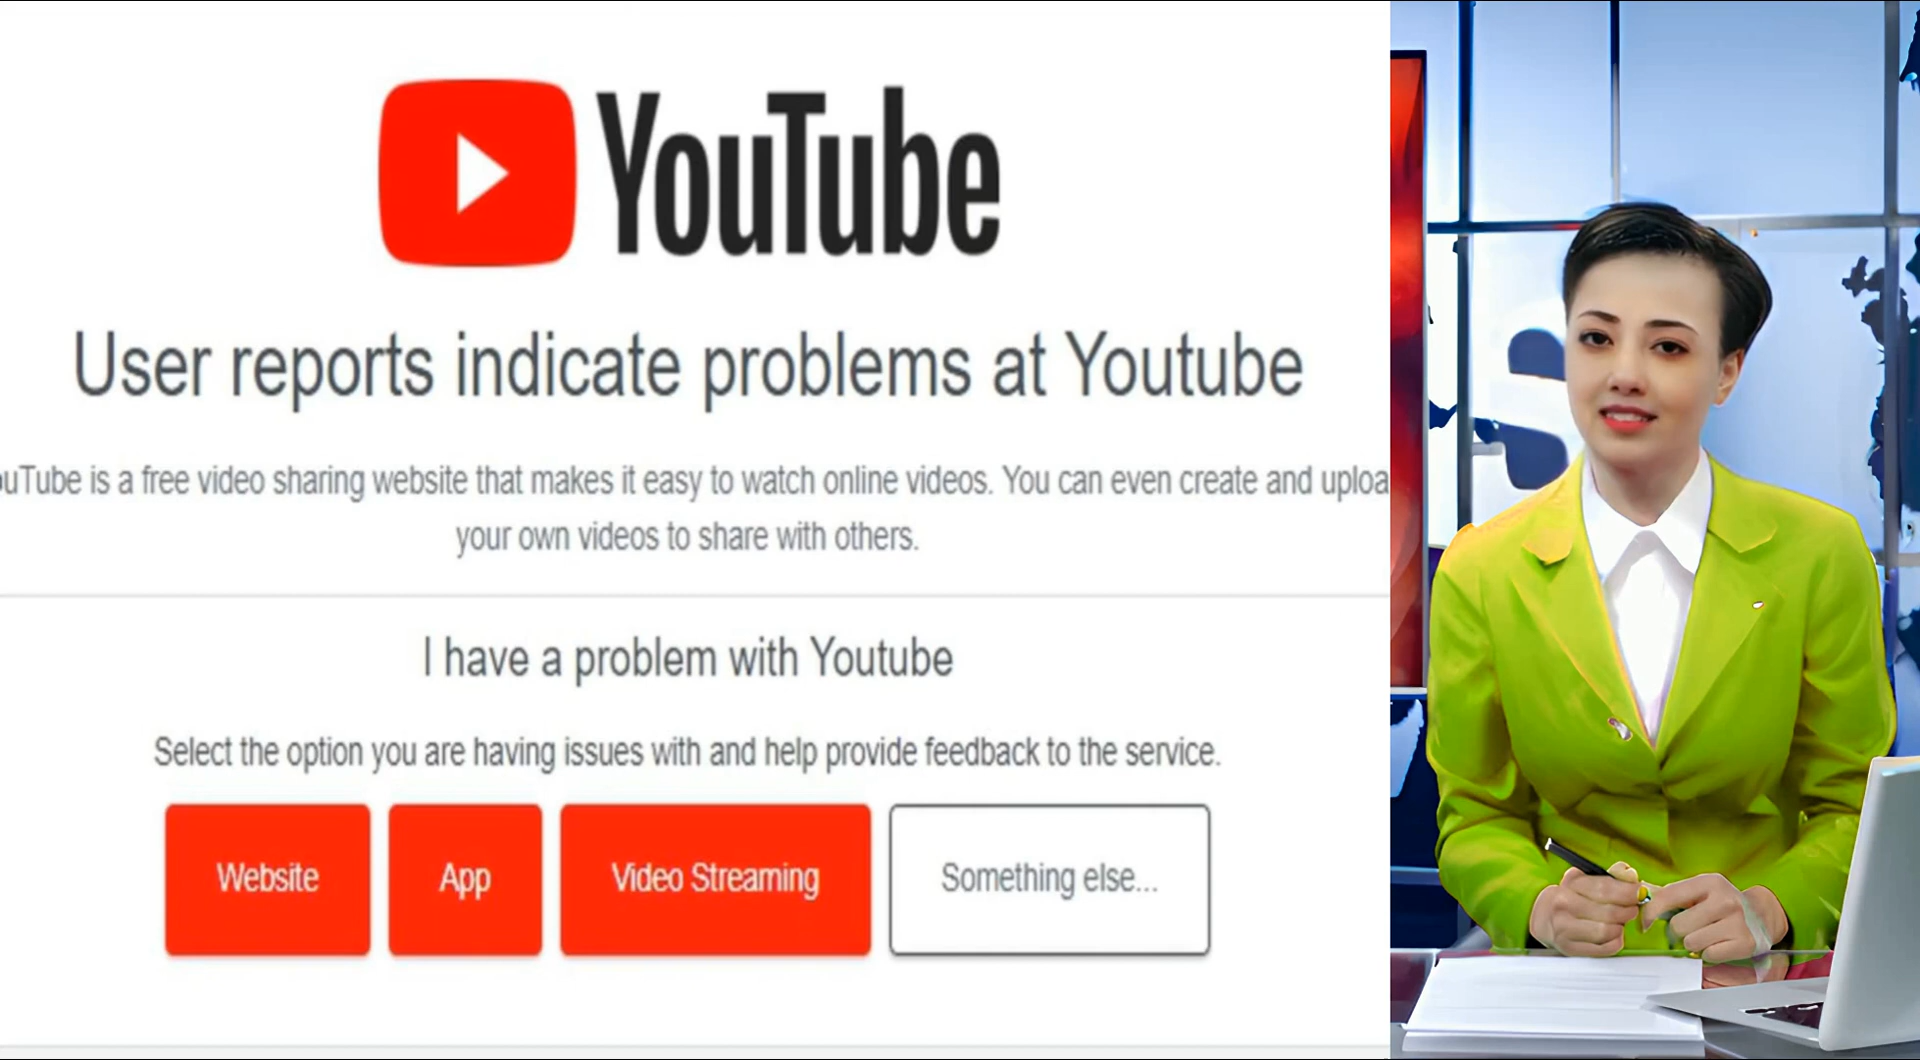 YouTube
User reports indicate problems at Youtube
ouTube is a free video sharing website that makes it easy to watch online videos. You can even create and uploa
your own videos to share with others.
I have a problem with Youtube
Select the option you are having issues with and help provide feedback to the service.
Website
App
Video Streaming
Something else...